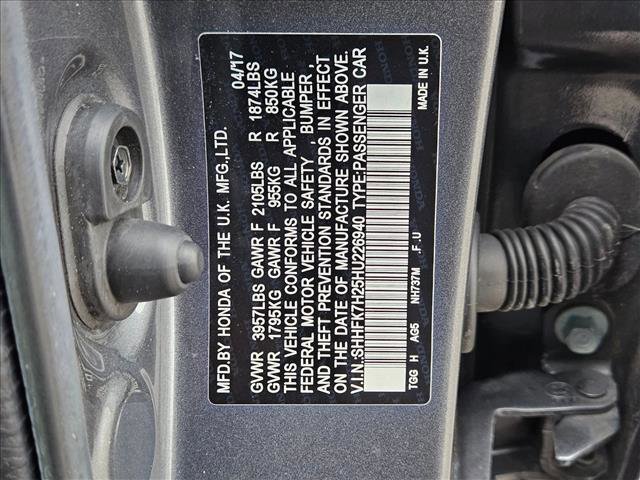 MFD.BY HONDA OF THE U.K. MFG.,LTD. 04/17
GVWR 3957LBS GAWR F 2105LBS R 1874LBS
GVWR 1795KG GAWR F 955KG R 850KG
THIS VEHICLE CONFORMS TO ALL APPLICABLE
FEDERAL MOTOR VEHICLE SAFETY , BUMPER ,
AND THEFT PREVENTION STANDARDS IN EFFECT
ON THE DATE OF MANUFACTURE SHOWN ABOVE.
V.I.N.:SHHFK7H25HU226940 TYPE:PASSENGER CAR
TGG H AG5 NH737M .F .U MADE IN U.K.
HONDA